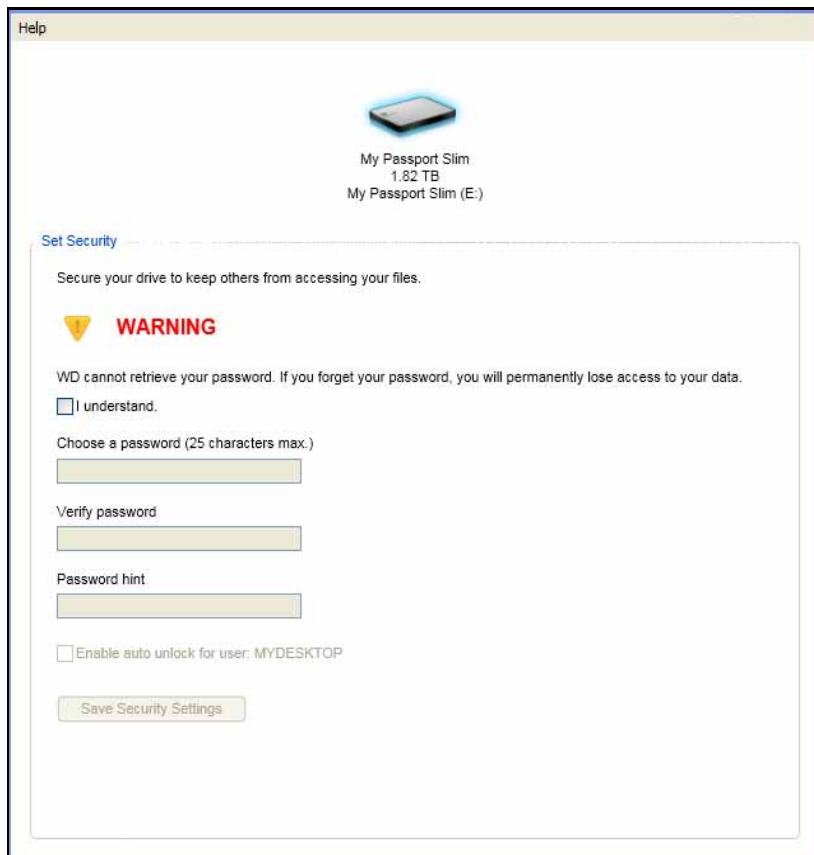 Help
My Passport Slim
1.82 TB
My Passport Slim (E:)
Set Security
Secure your drive to keep others from accessing your files.
WARNING
WD cannot retrieve your password. If you forget your password, you will permanently lose access to your data.
I understand.
Choose a password (25 characters max.)
Verify password
Password hint
Enable auto unlock for user: MYDESKTOP
Save Security Settings